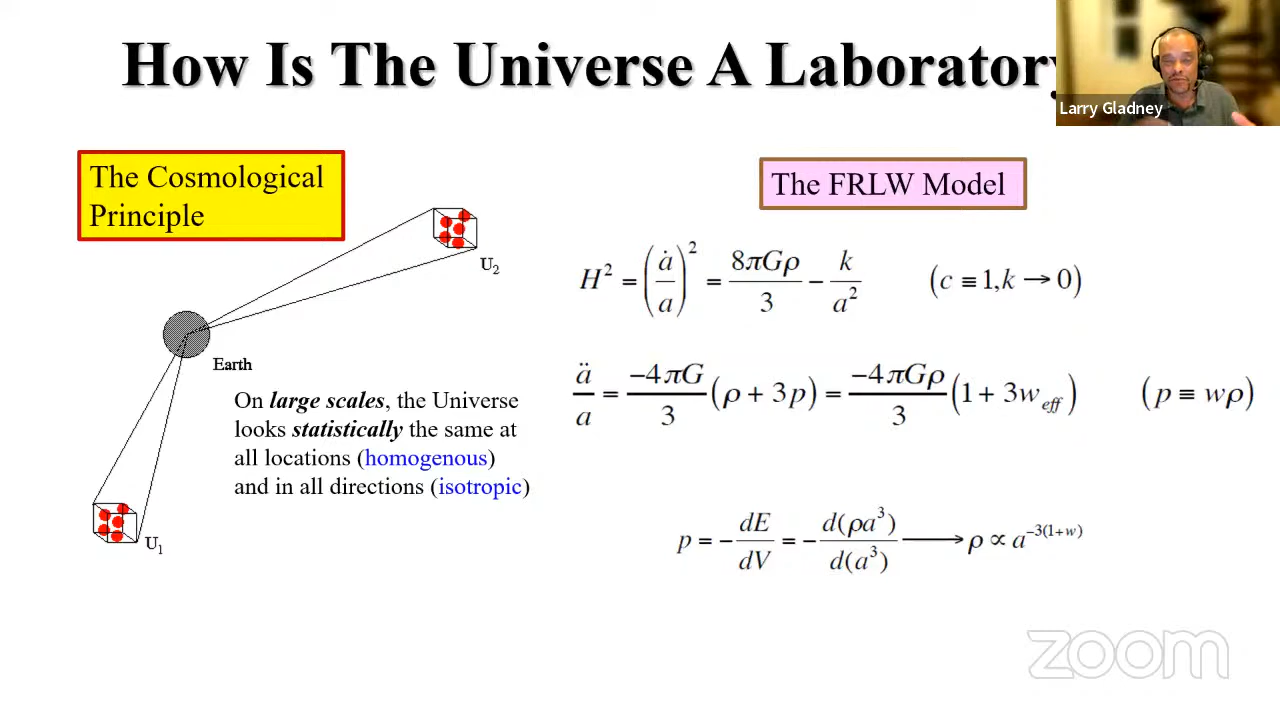 How Is The Universe A Laboratory
Larry Gladney
The Cosmological
Principle
U₂
Earth
On large scales, the Universe
looks statistically the same at
all locations (homogenous)
and in all directions (isotropic)
U₁
The FRLW Model
H² = (ȧ/a)² = 8πGρ/3 − k/a² (c ≡ 1, k → 0)
ä/a = −4πG/3 (ρ + 3p) = −4πGρ/3 (1 + 3w_eff) (p ≡ wρ)
p = − dE/dV = − d(ρa³)/d(a³) ⟶ ρ ∝ a^−3(1+w)
zoom